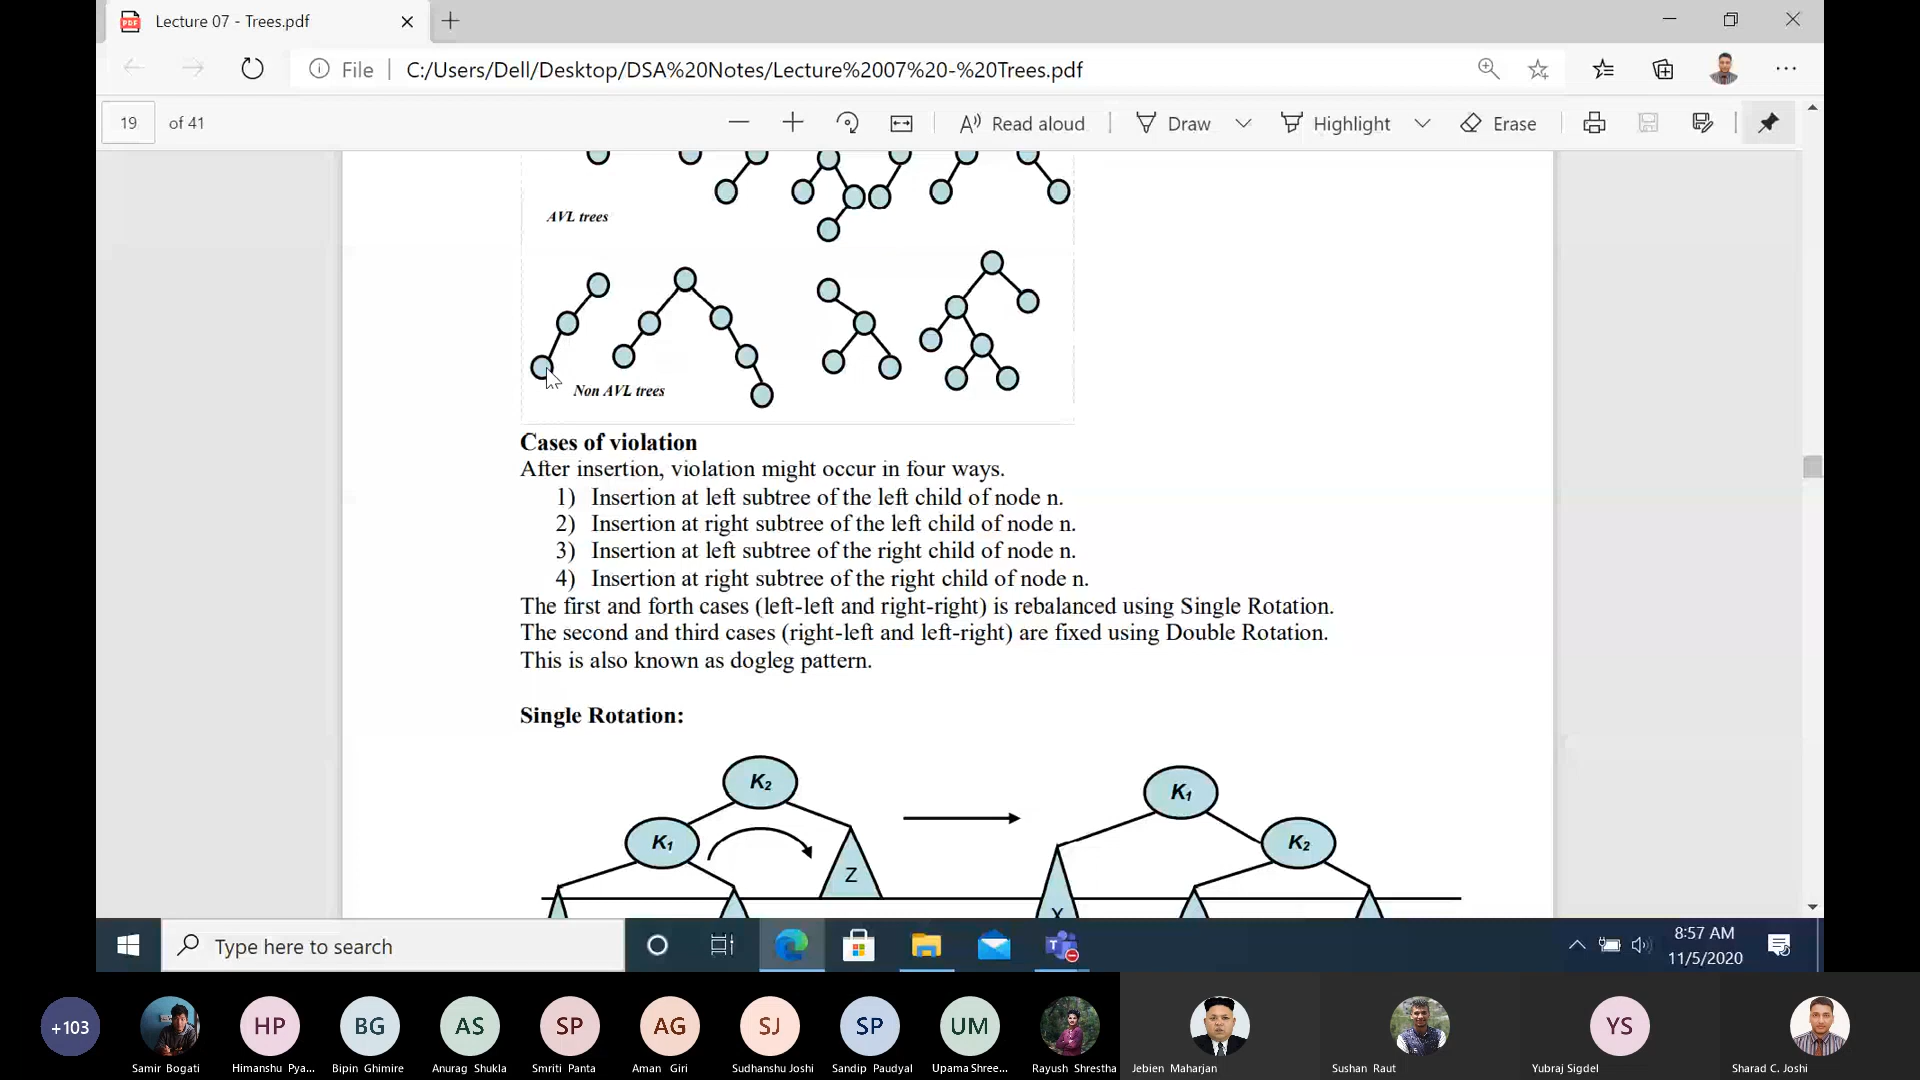 Lecture 07 - Trees.pdf
File
C:/Users/Dell/Desktop/DSA%20Notes/Lecture%2007%20-%20Trees.pdf
19 of 41
Read aloud
Draw
Highlight
Erase
AVL trees
Non AVL trees
Cases of violation
After insertion, violation might occur in four ways.
1) Insertion at left subtree of the left child of node n.
2) Insertion at right subtree of the left child of node n.
3) Insertion at left subtree of the right child of node n.
4) Insertion at right subtree of the right child of node n.
The first and forth cases (left-left and right-right) is rebalanced using Single Rotation.
The second and third cases (right-left and left-right) are fixed using Double Rotation.
This is also known as dogleg pattern.
Single Rotation:
K2
K1
K1
K2
Z
X
Type here to search
8:57 AM
11/5/2020
+103
HP
BG
AS
SP
AG
SJ
SP
UM
YS
Samir Bogati
Himanshu Pya...
Bipin Ghimire
Anurag Shukla
Smriti Panta
Aman Giri
Sudhanshu Joshi
Sandip Paudyal
Upama Shree...
Rayush Shrestha
Jebien Maharjan
Sushan Raut
Yubraj Sigdel
Sharad C. Joshi